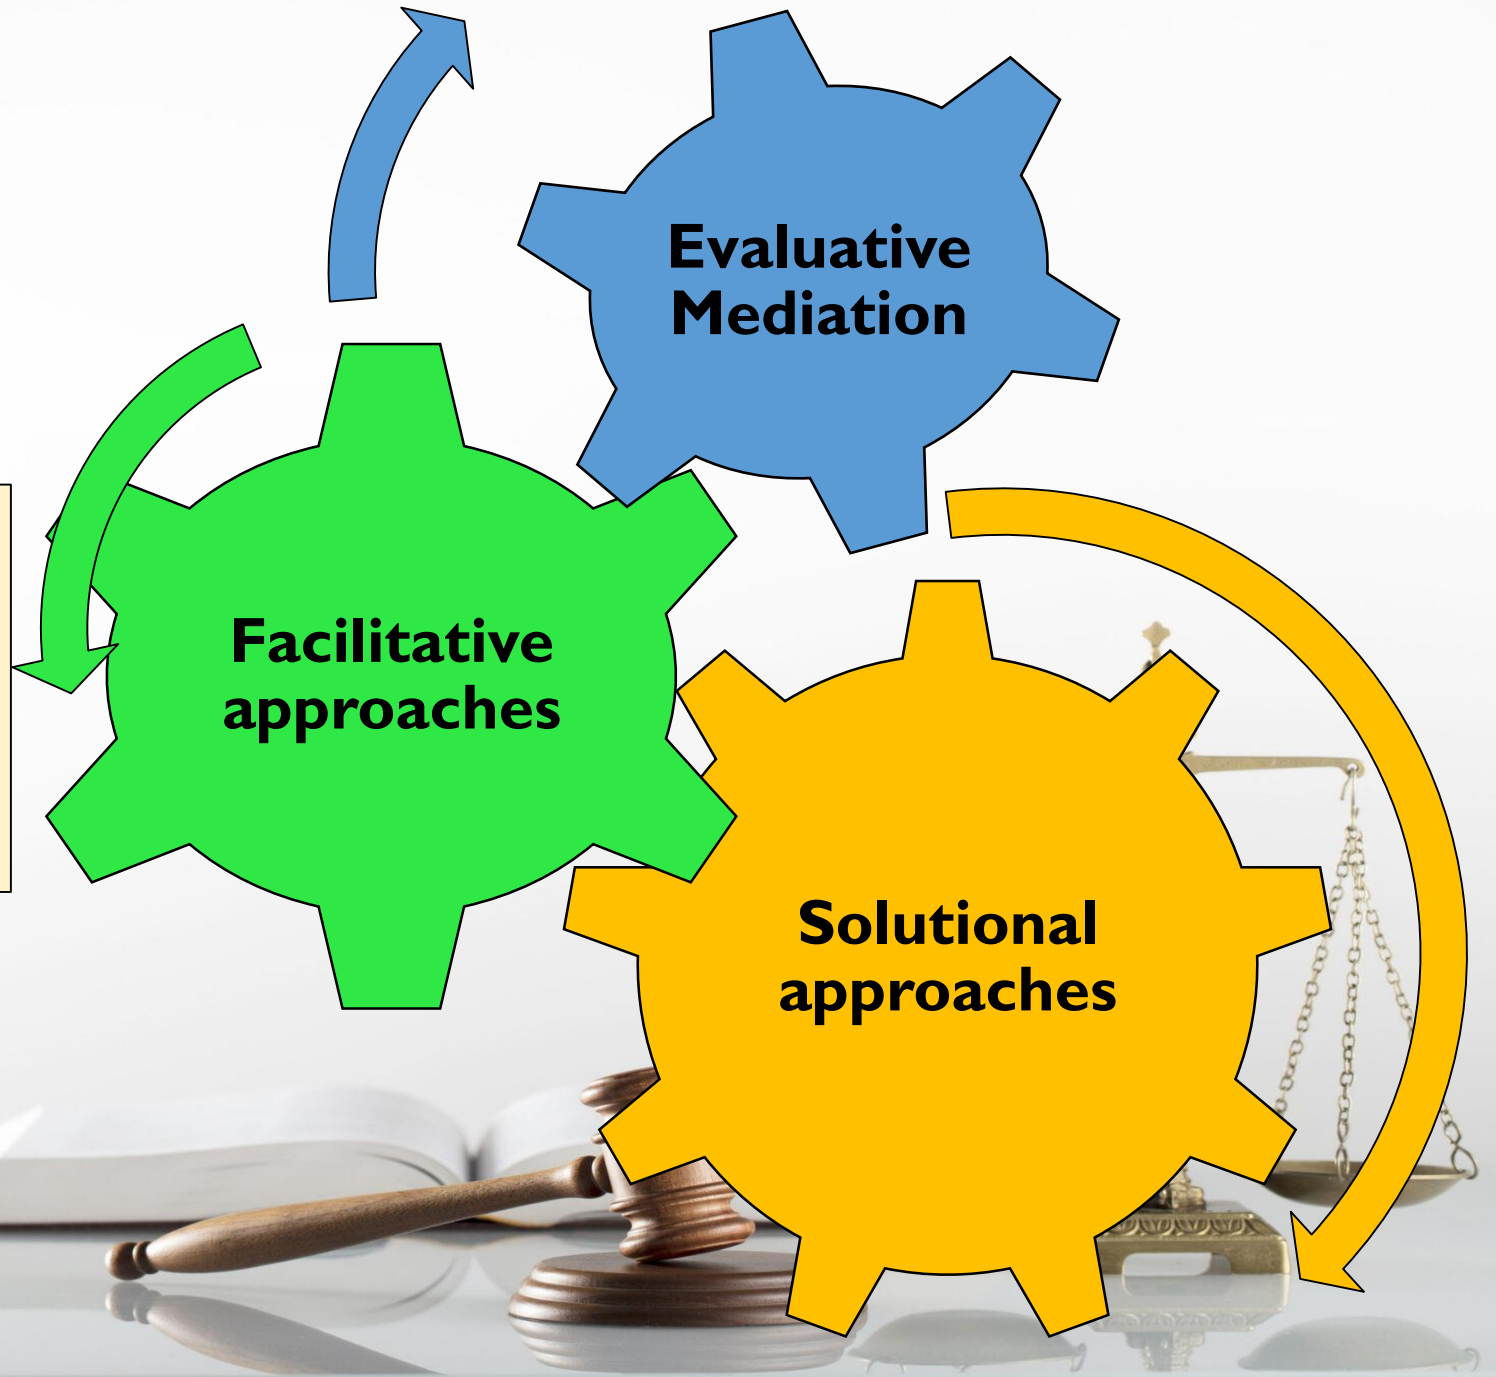 Evaluative
Mediation
Facilitative
approaches
Solutional
approaches